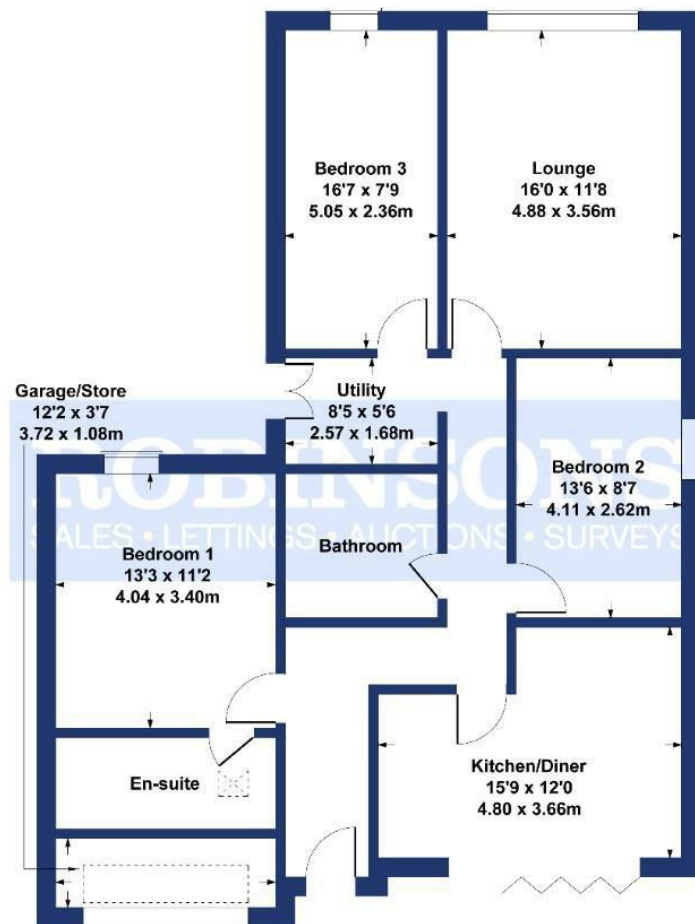 Bedroom 3
16'7 x 7'9
5.05 x 2.36m
Lounge
16'0 x 11'8
4.88 x 3.56m
Garage/Store
12'2 x 3'7
3.72 x 1.08m
Utility
8'5 x 5'6
2.57 x 1.68m
Bedroom 2
13'6 x 8'7
4.11 x 2.62m
ROBINSONS
SALES • LETTINGS • AUCTIONS • SURVEYS
Bathroom
Bedroom 1
13'3 x 11'2
4.04 x 3.40m
En-suite
Kitchen/Diner
15'9 x 12'0
4.80 x 3.66m